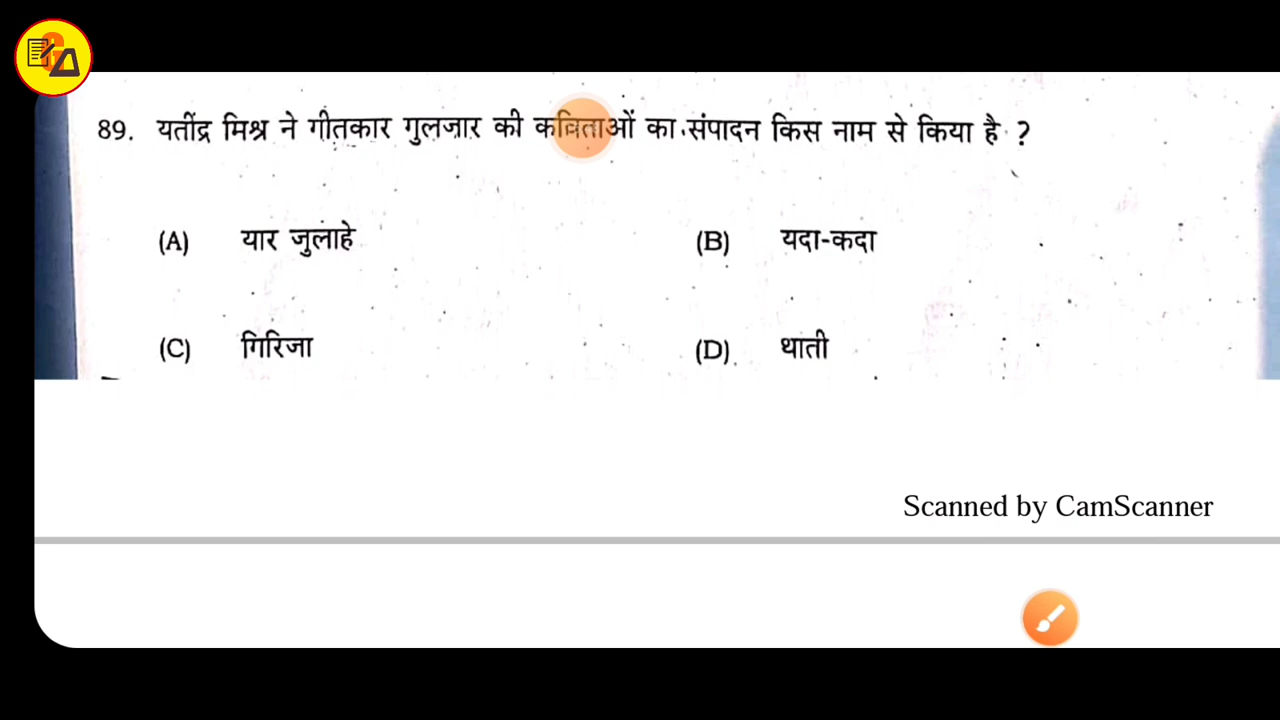 89. यतींद्र मिश्र ने गीतकार गुलजार की कविताओं का संपादन किस नाम से किया है ?
(A) यार जुलाहे (B) यदा-कदा
(C) गिरिजा (D) थाती
Scanned by CamScanner